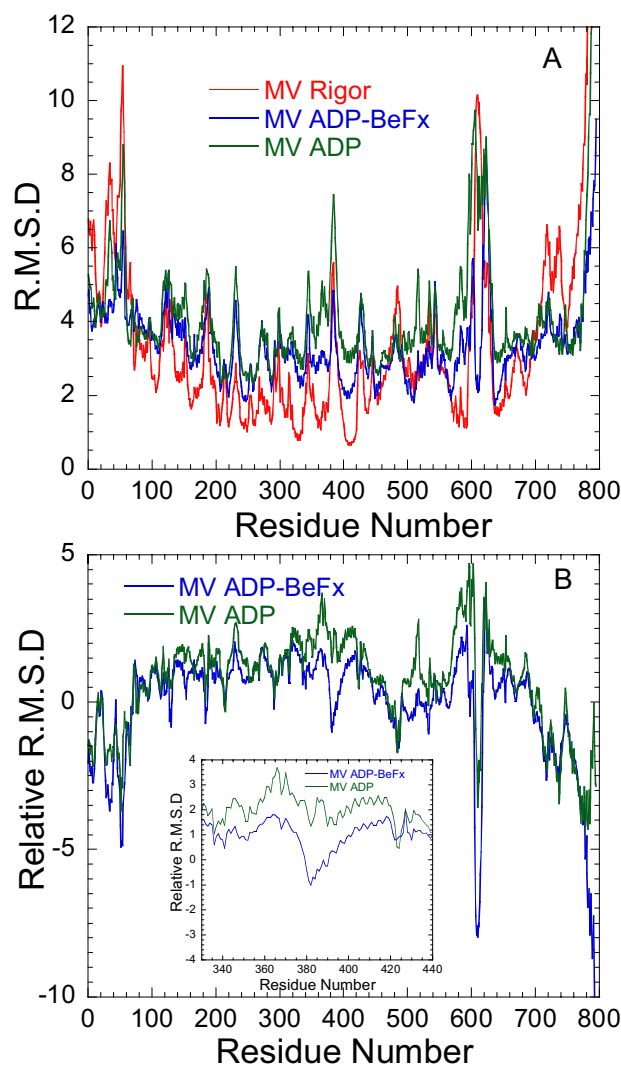 A
MV Rigor
MV ADP-BeFx
MV ADP
R.M.S.D
12
10
8
6
4
2
0
0 100 200 300 400 500 600 700 800
Residue Number
B
MV ADP-BeFx
MV ADP
Relative R.M.S.D
5
0
-5
-10
MV ADP-BeFx
MV ADP
Relative R.M.S.D
4
3
2
1
0
-1
-2
-3
-4
340 360 380 400 420 440
Residue Number
0 100 200 300 400 500 600 700 800
Residue Number